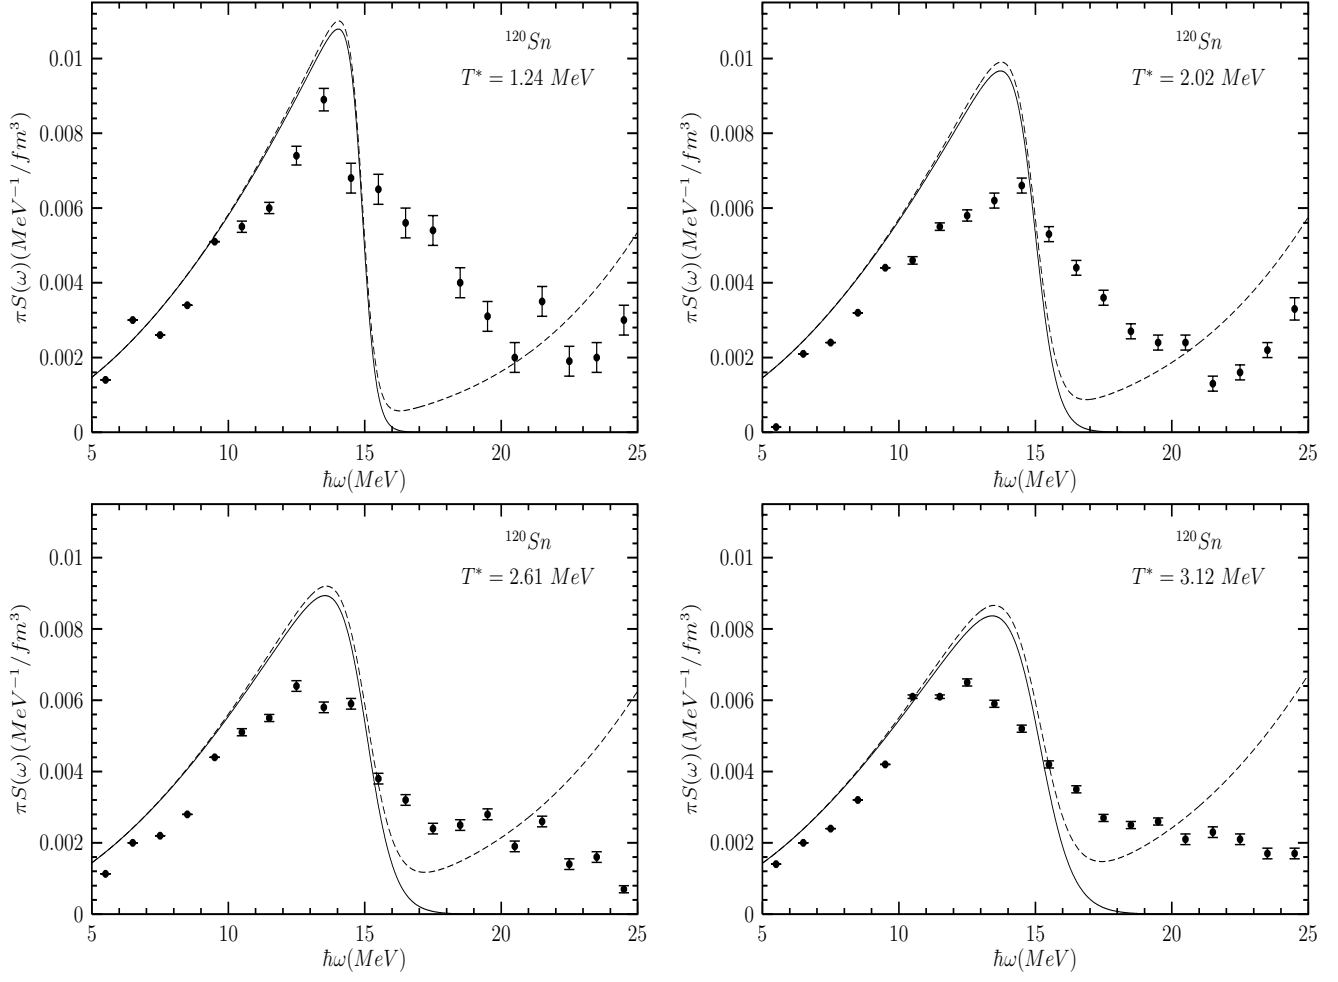 ¹²⁰Sn
T* = 1.24 MeV
πS(ω)(MeV⁻¹/fm³)
0.01
0.008
0.006
0.004
0.002
0
5 10 15 20 25
ħω(MeV)
¹²⁰Sn
T* = 2.02 MeV
πS(ω)(MeV⁻¹/fm³)
0.01
0.008
0.006
0.004
0.002
0
5 10 15 20 25
ħω(MeV)
¹²⁰Sn
T* = 2.61 MeV
πS(ω)(MeV⁻¹/fm³)
0.01
0.008
0.006
0.004
0.002
0
5 10 15 20 25
ħω(MeV)
¹²⁰Sn
T* = 3.12 MeV
πS(ω)(MeV⁻¹/fm³)
0.01
0.008
0.006
0.004
0.002
0
5 10 15 20 25
ħω(MeV)